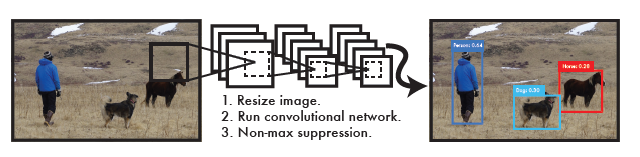 1. Resize image.
2. Run convolutional network.
3. Non-max suppression.
Person: 0.64
Horse: 0.28
Dog: 0.30